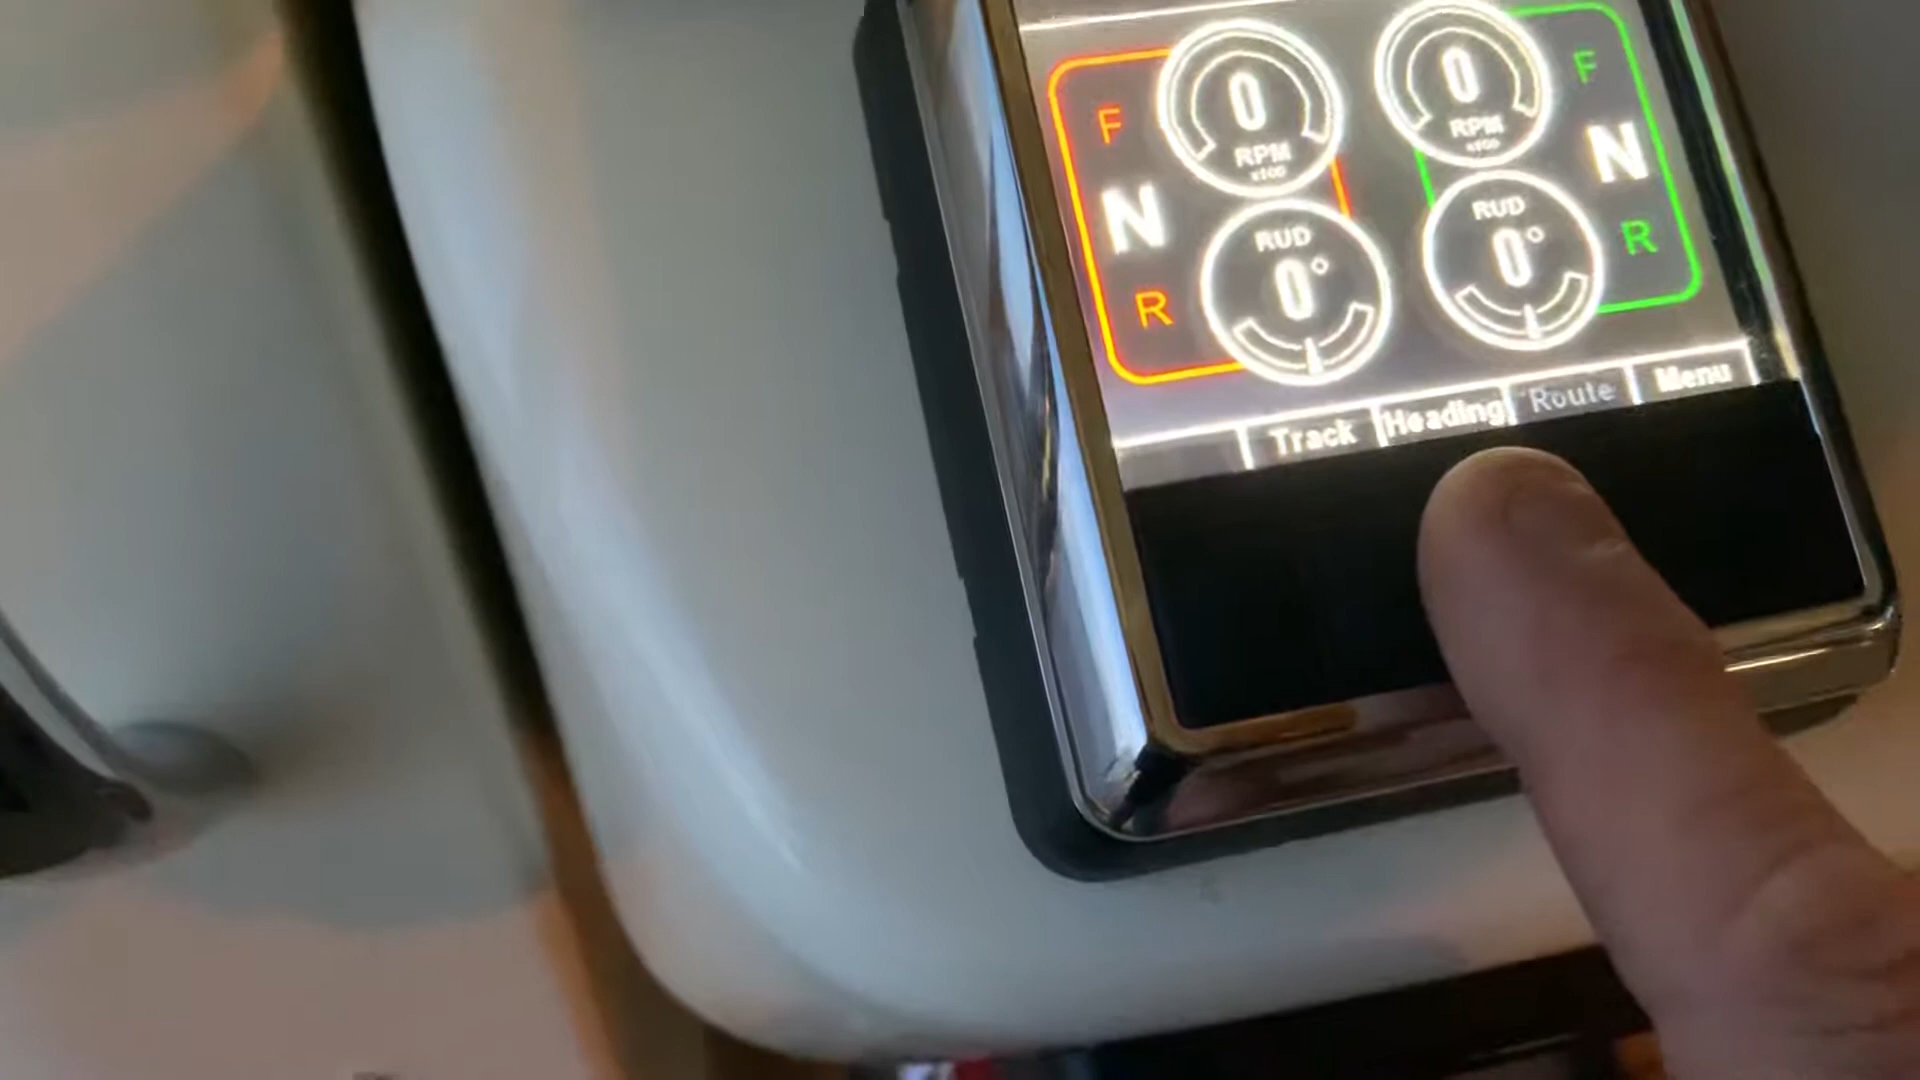 F
N
R
0
RPM
x100
RUD
0°
0
RPM
x100
RUD
0°
F
N
R
Track Heading Route Menu